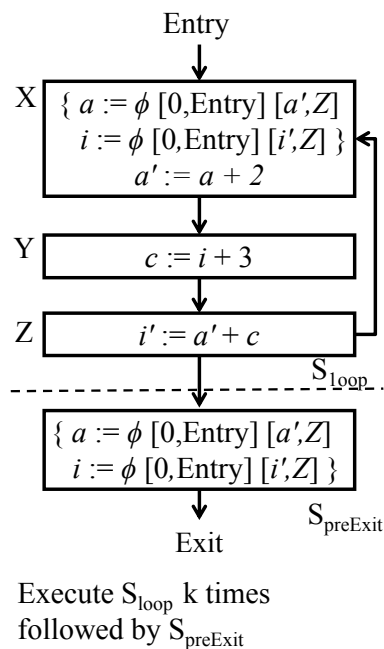 Entry
X
{ a := ϕ [0,Entry] [a′,Z]
i := ϕ [0,Entry] [i′,Z] }
a′ := a + 2
Y
c := i + 3
Z
i′ := a′ + c
S_loop
{ a := ϕ [0,Entry] [a′,Z]
i := ϕ [0,Entry] [i′,Z] }
S_preExit
Exit
Execute S_loop k times
followed by S_preExit